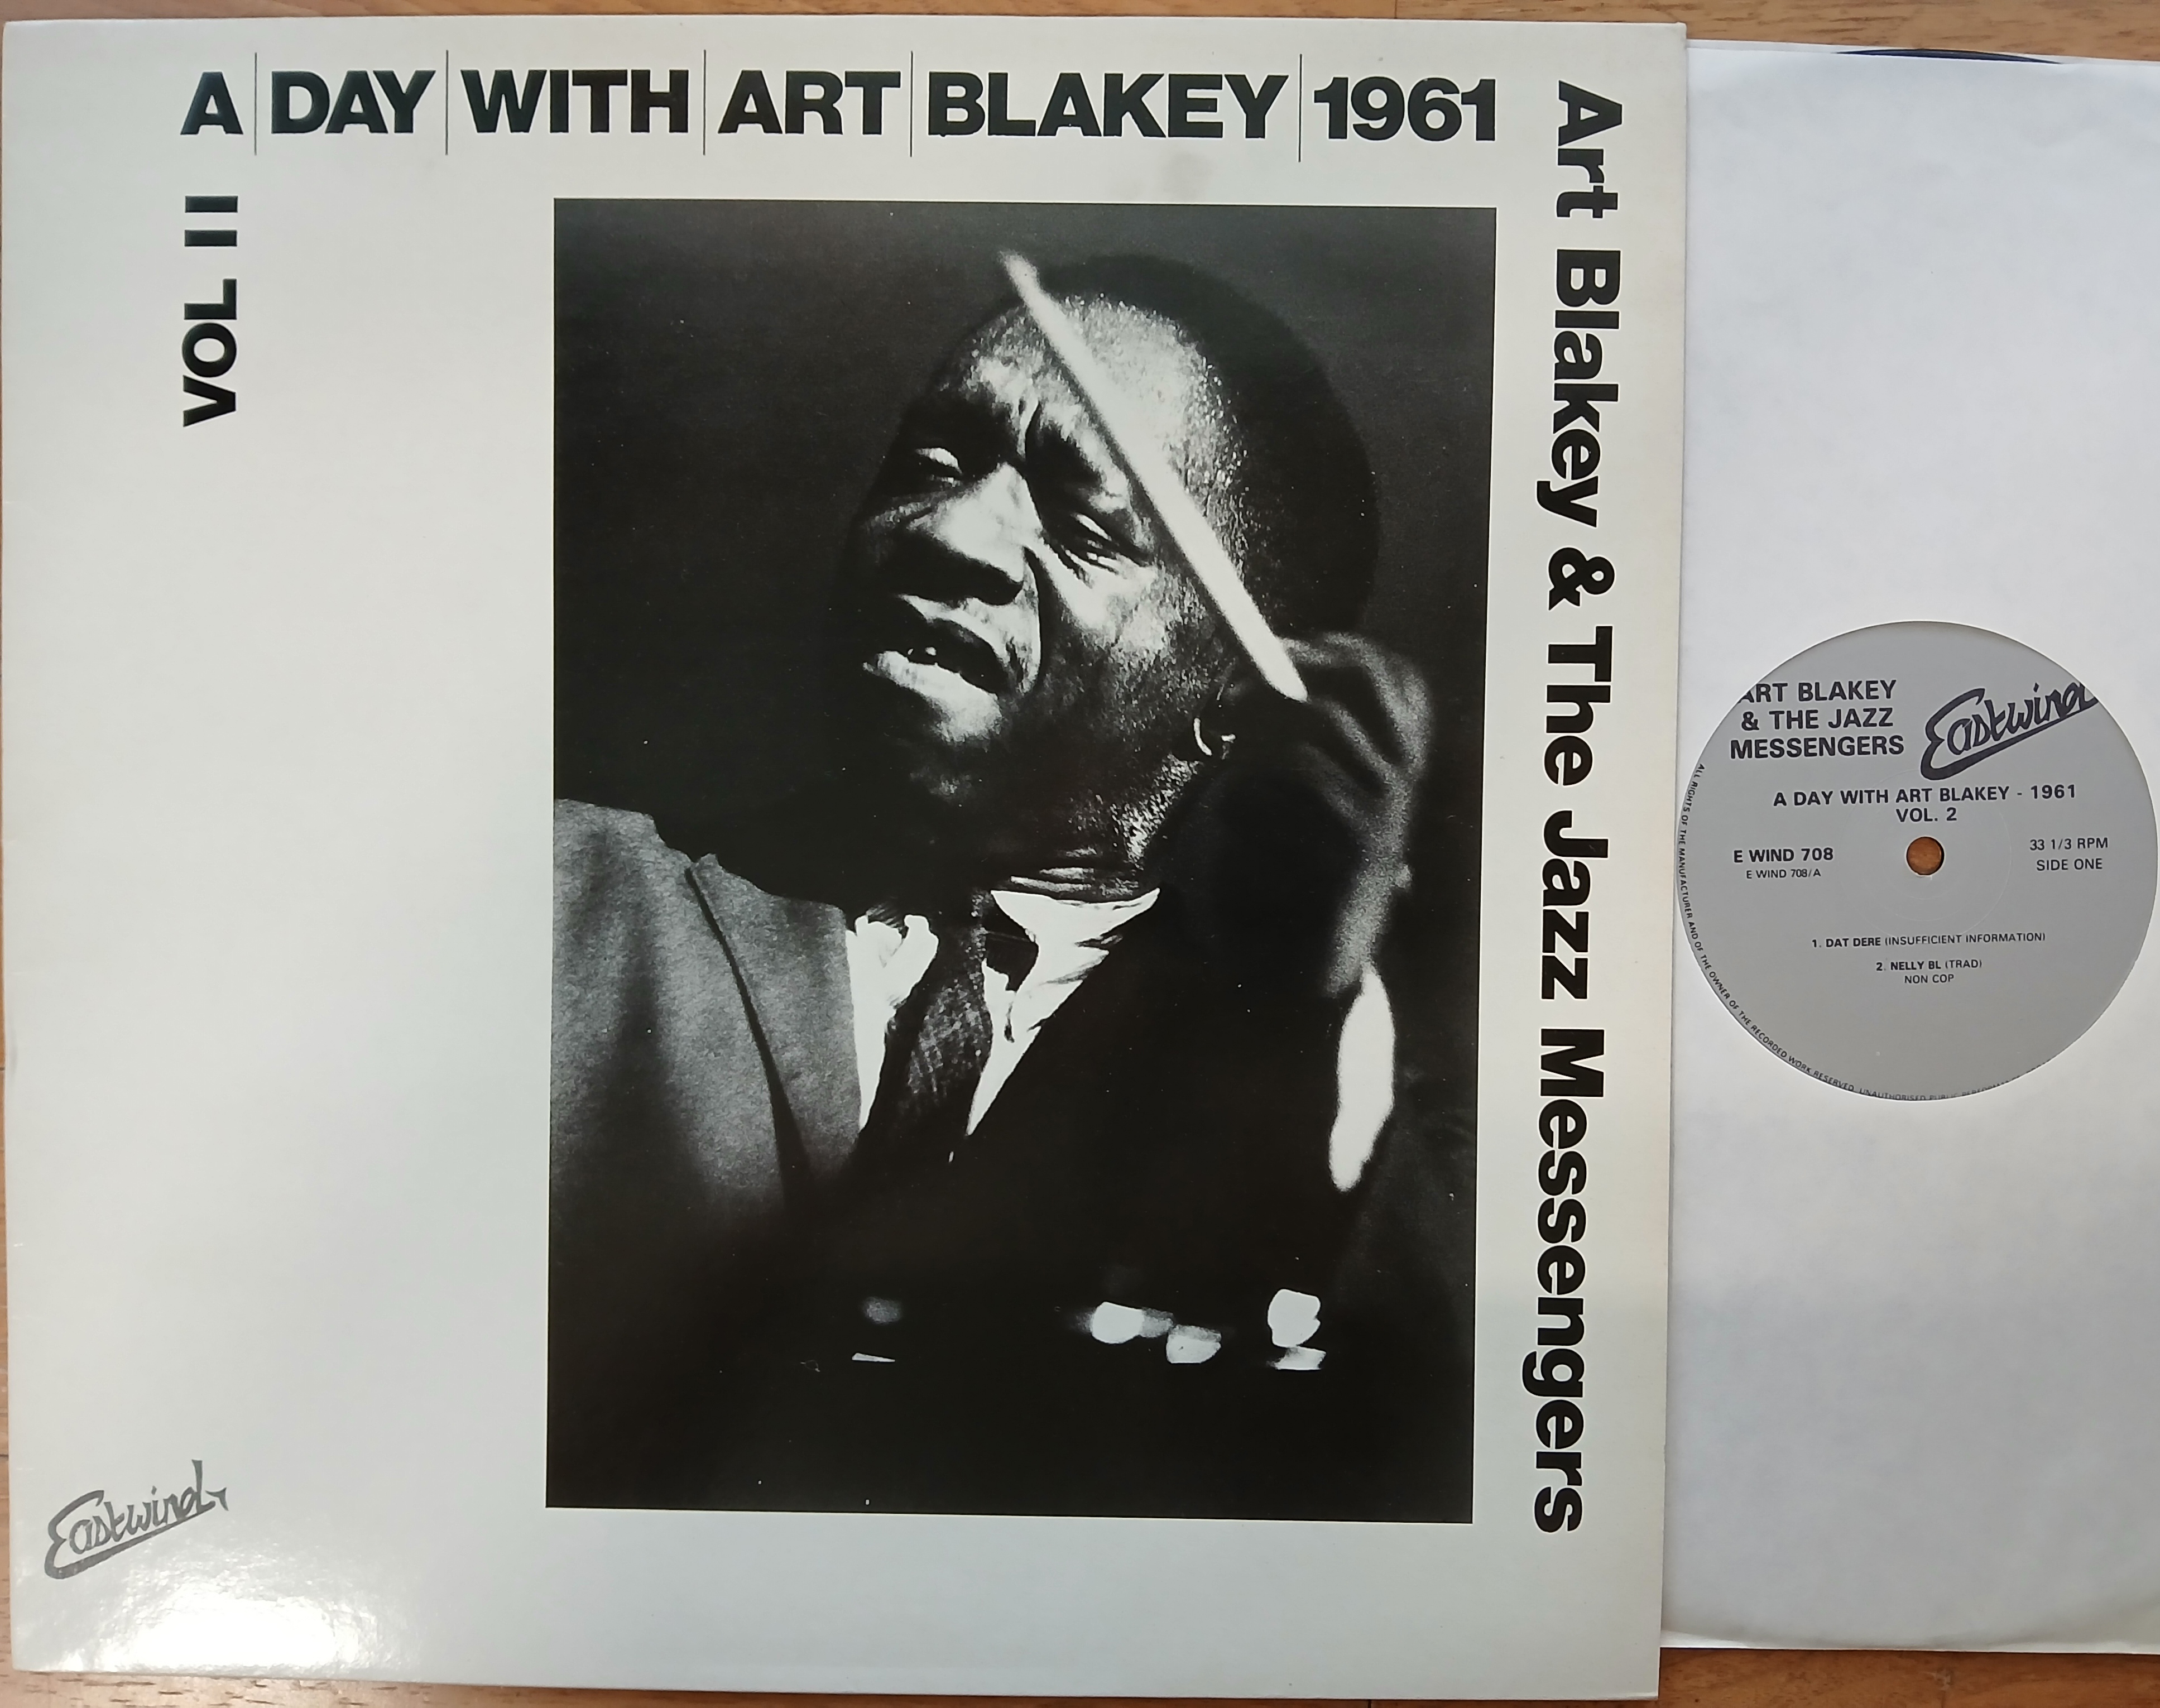 A DAY WITH ART BLAKEY 1961
VOL II
Art Blakey & The Jazz Messengers
Eastwind
ART BLAKEY
& THE JAZZ
MESSENGERS
Eastwind
A DAY WITH ART BLAKEY - 1961
VOL. 2
E WIND 708
E WIND 708/A
33 1/3 RPM
SIDE ONE
1. DAT DERE (INSUFFICIENT INFORMATION)
2. NELLY BL (TRAD)
NON COP
ALL RIGHTS OF THE MANUFACTURER AND OF THE OWNER OF THE RECORDED WORK RESERVED. UNAUTHORISED PUBLIC